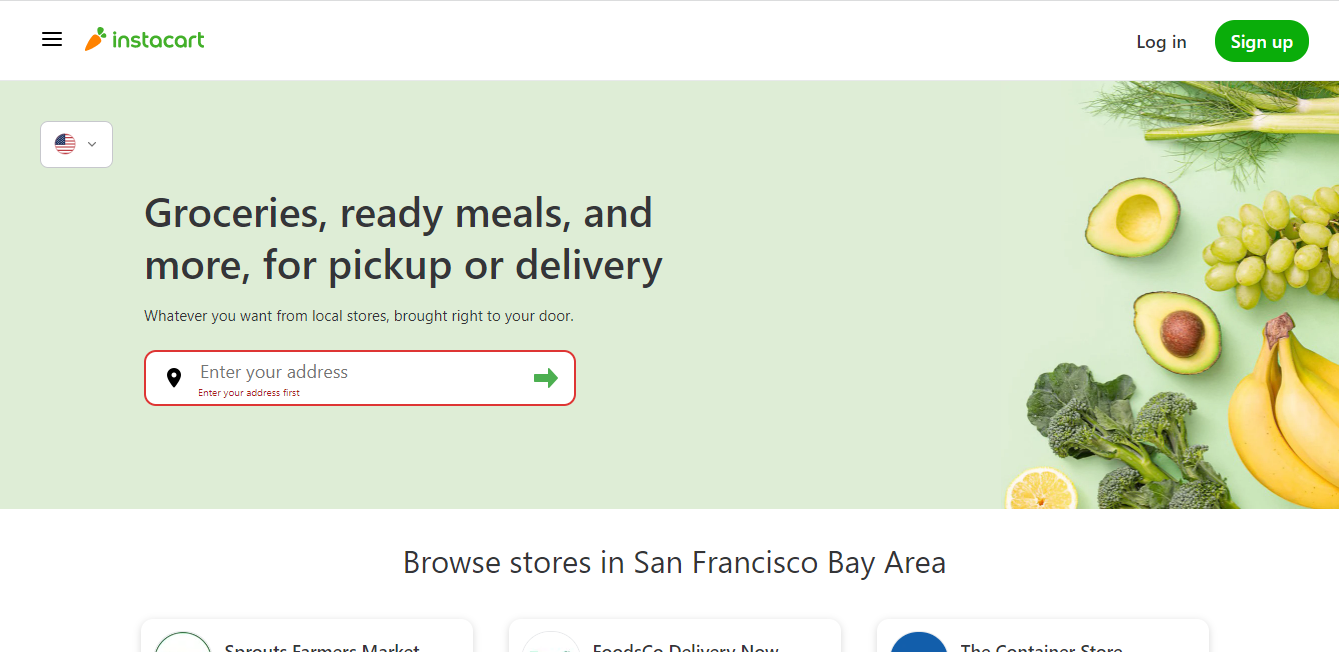 instacart
Log in
Sign up
Groceries, ready meals, and
more, for pickup or delivery
Whatever you want from local stores, brought right to your door.
Enter your address
Enter your address first
Browse stores in San Francisco Bay Area
Sprouts Farmers Market
FoodsCo Delivery Now
The Container Store